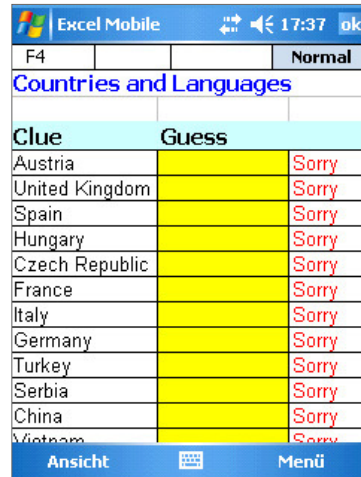 Excel Mobile 17:37 ok
F4 Normal
Countries and Languages
Clue Guess
Austria Sorry
United Kingdom Sorry
Spain Sorry
Hungary Sorry
Czech Republic Sorry
France Sorry
Italy Sorry
Germany Sorry
Turkey Sorry
Serbia Sorry
China Sorry
Vietnam Sorry
Ansicht Menü